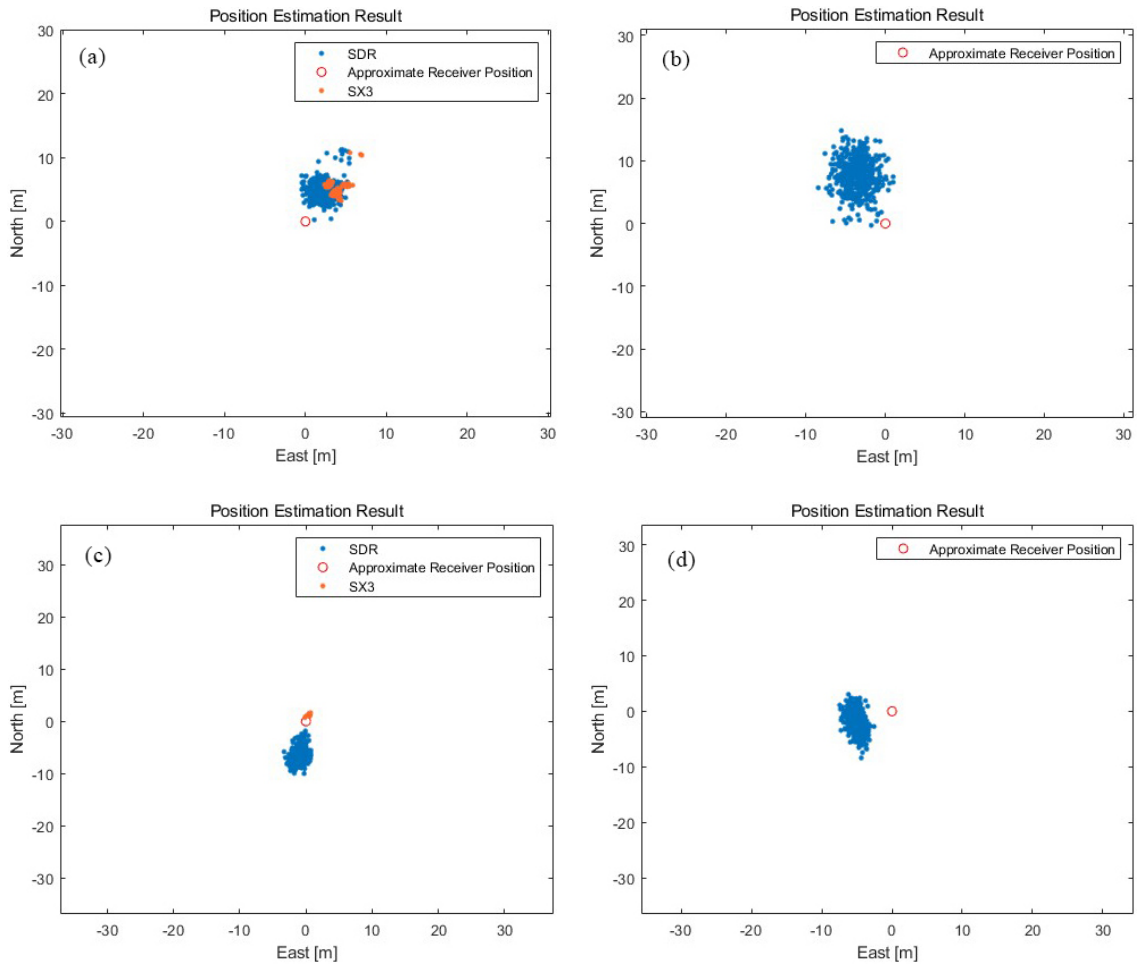 Position Estimation Result
(a)
SDR
Approximate Receiver Position
SX3
North [m]
30
20
10
0
-10
-20
-30
-30 -20 -10 0 10 20 30
East [m]
Position Estimation Result
(b)
Approximate Receiver Position
North [m]
30
20
10
0
-10
-20
-30
-30 -20 -10 0 10 20 30
East [m]
Position Estimation Result
(c)
SDR
Approximate Receiver Position
SX3
North [m]
30
20
10
0
-10
-20
-30
-30 -20 -10 0 10 20 30
East [m]
Position Estimation Result
(d)
Approximate Receiver Position
North [m]
30
20
10
0
-10
-20
-30
-30 -20 -10 0 10 20 30
East [m]